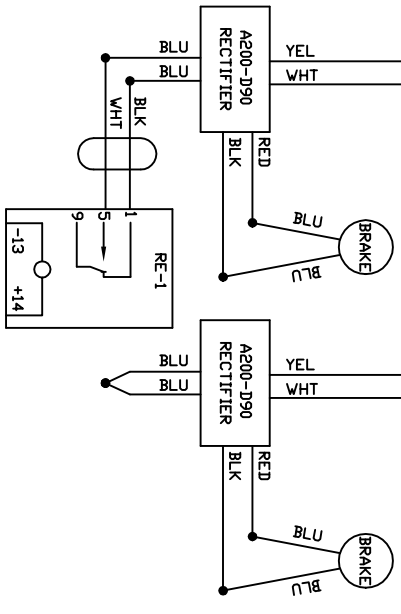 BLU
BLU
A200-D90
RECTIFIER
YEL
WHT
BLK
WHT
RED
BLK
BLU
BLU
BRAKE
1
5
9
RE-1
-13
+14
BLU
BLU
A200-D90
RECTIFIER
YEL
WHT
RED
BLK
BLU
BLU
BRAKE